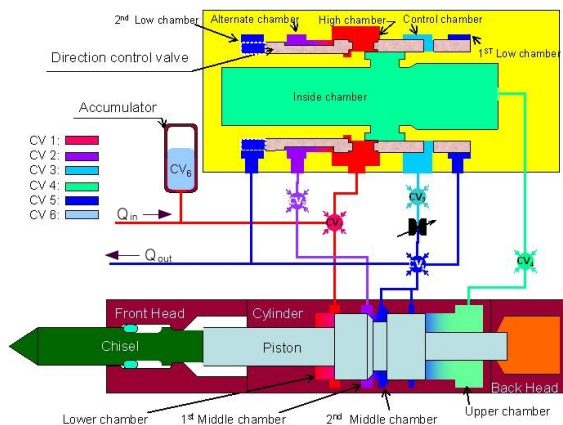 2nd Low chamber
Alternate chamber
High chamber
Control chamber
1ST Low chamber
Direction control valve
Inside chamber
Accumulator
CV6
CV 1:
CV 2:
CV 3:
CV 4:
CV 5:
CV 6:
Qin
Qout
Front Head
Cylinder
Chisel
Piston
Back Head
Lower chamber
1st Middle chamber
2nd Middle chamber
Upper chamber